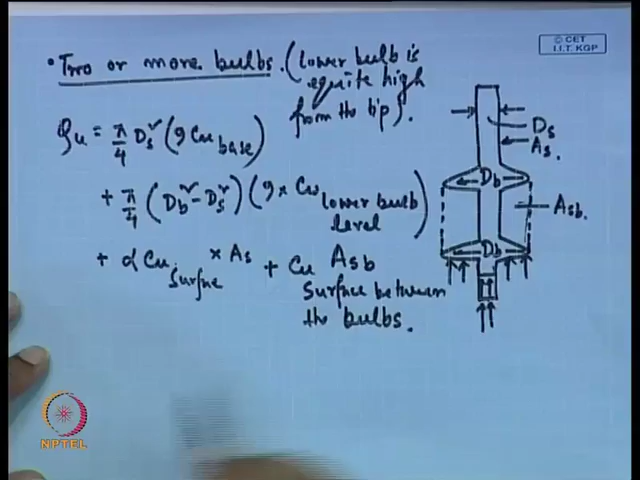 • Two or more bulbs. (lower bulb is
equite high
from the tip).
Qu = π/4 Ds² (9 Cu base)
+ π/4 (Db² - Ds²) (9 × Cu lower bulb
level)
+ α Cu surface × As + Cu Asb
Surface between
the bulbs.
Ds
As.
Db
Asb.
Db
© CET
I.I.T. KGP
NPTEL